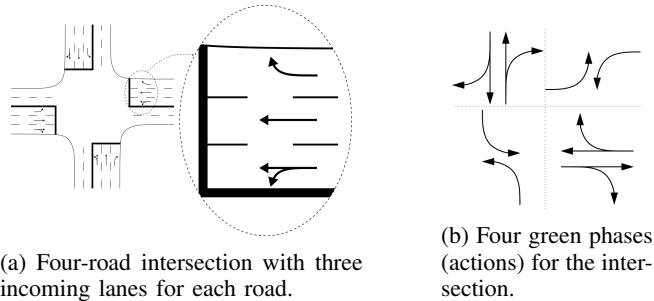 (a) Four-road intersection with three
incoming lanes for each road.
(b) Four green phases
(actions) for the inter-
section.